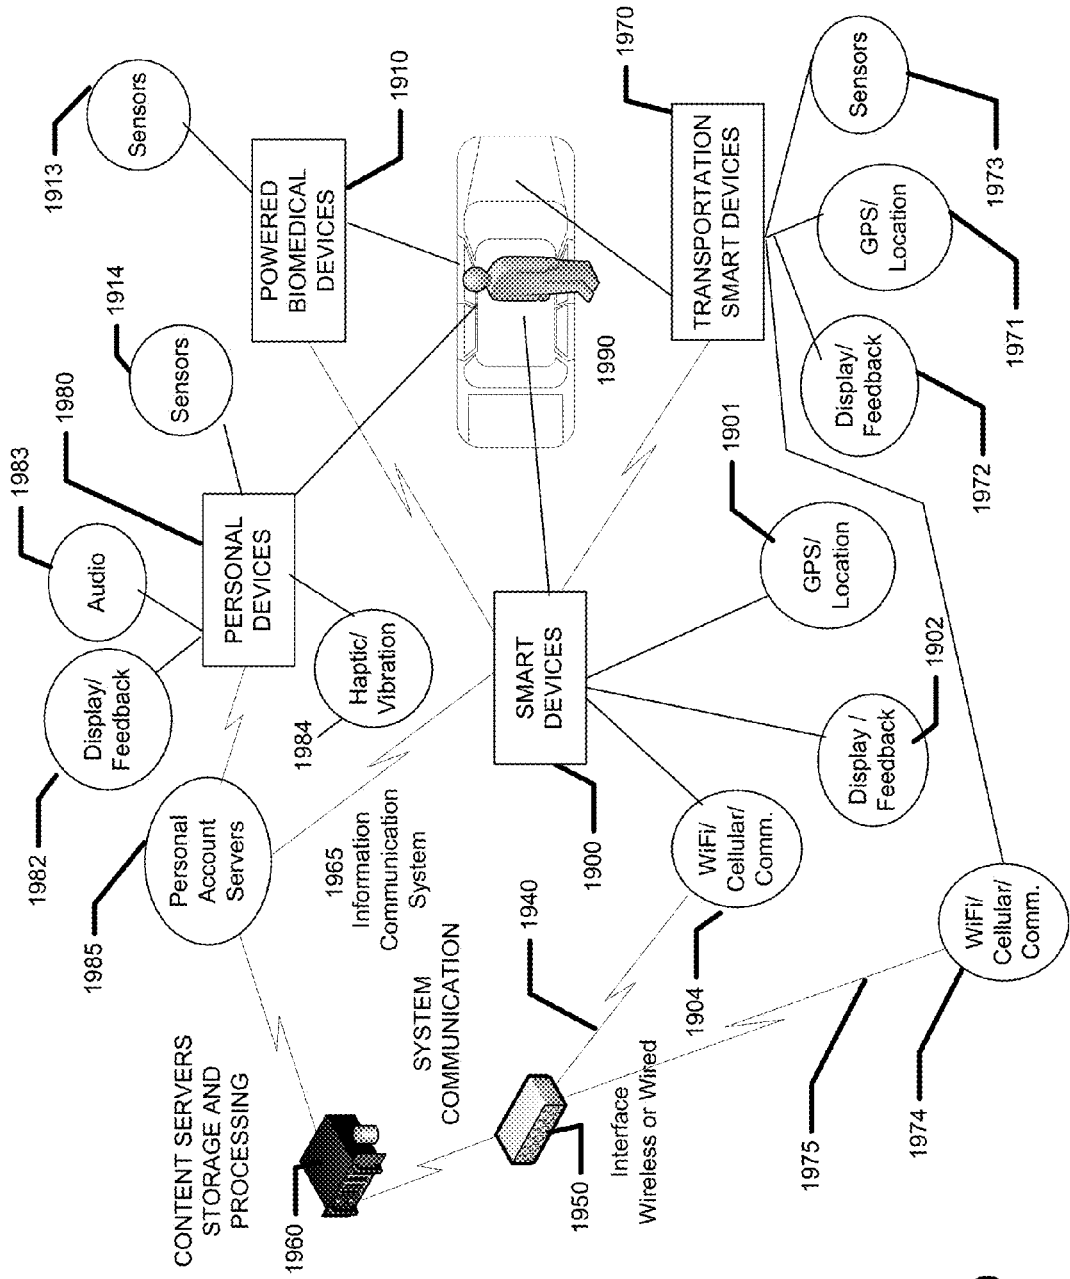 CONTENT SERVERS
STORAGE AND
PROCESSING
1960
1985
Personal
Account
Servers
1982
Display/
Feedback
1983
Audio
1980
PERSONAL
DEVICES
1914
Sensors
1913
Sensors
POWERED
BIOMEDICAL
DEVICES
1910
1984
Haptic/
Vibration
1965
Information
Communication
System
SYSTEM
COMMUNICATION
1940
SMART
DEVICES
1900
1990
1950
Interface
Wireless or Wired
1904
WiFi/
Cellular/
Comm.
1901
GPS/
Location
Display /
Feedback
1902
1970
TRANSPORTATION
SMART DEVICES
Display/
Feedback
1972
GPS/
Location
1971
Sensors
1973
1975
1974
WiFi/
Cellular/
Comm.